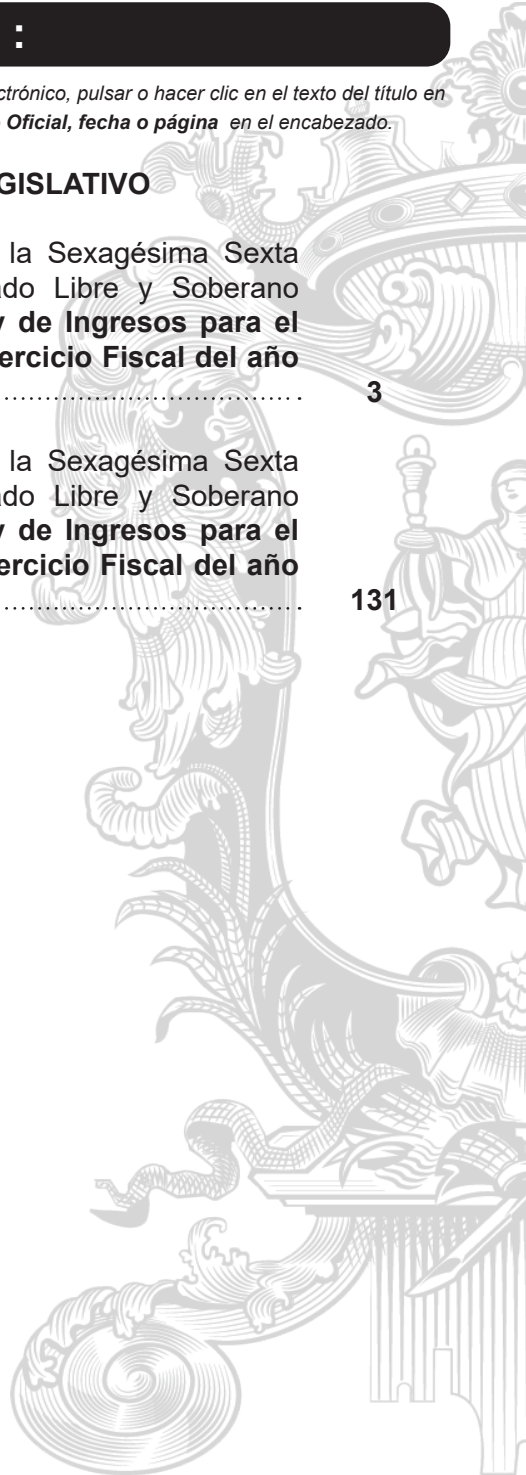 :
ctrónico, pulsar o hacer clic en el texto del título en
Oficial, fecha o página en el encabezado.
GISLATIVO
la Sexagésima Sexta
ado Libre y Soberano
y de Ingresos para el
ercicio Fiscal del año
........................................ 3
la Sexagésima Sexta
ado Libre y Soberano
y de Ingresos para el
ercicio Fiscal del año
........................................ 131